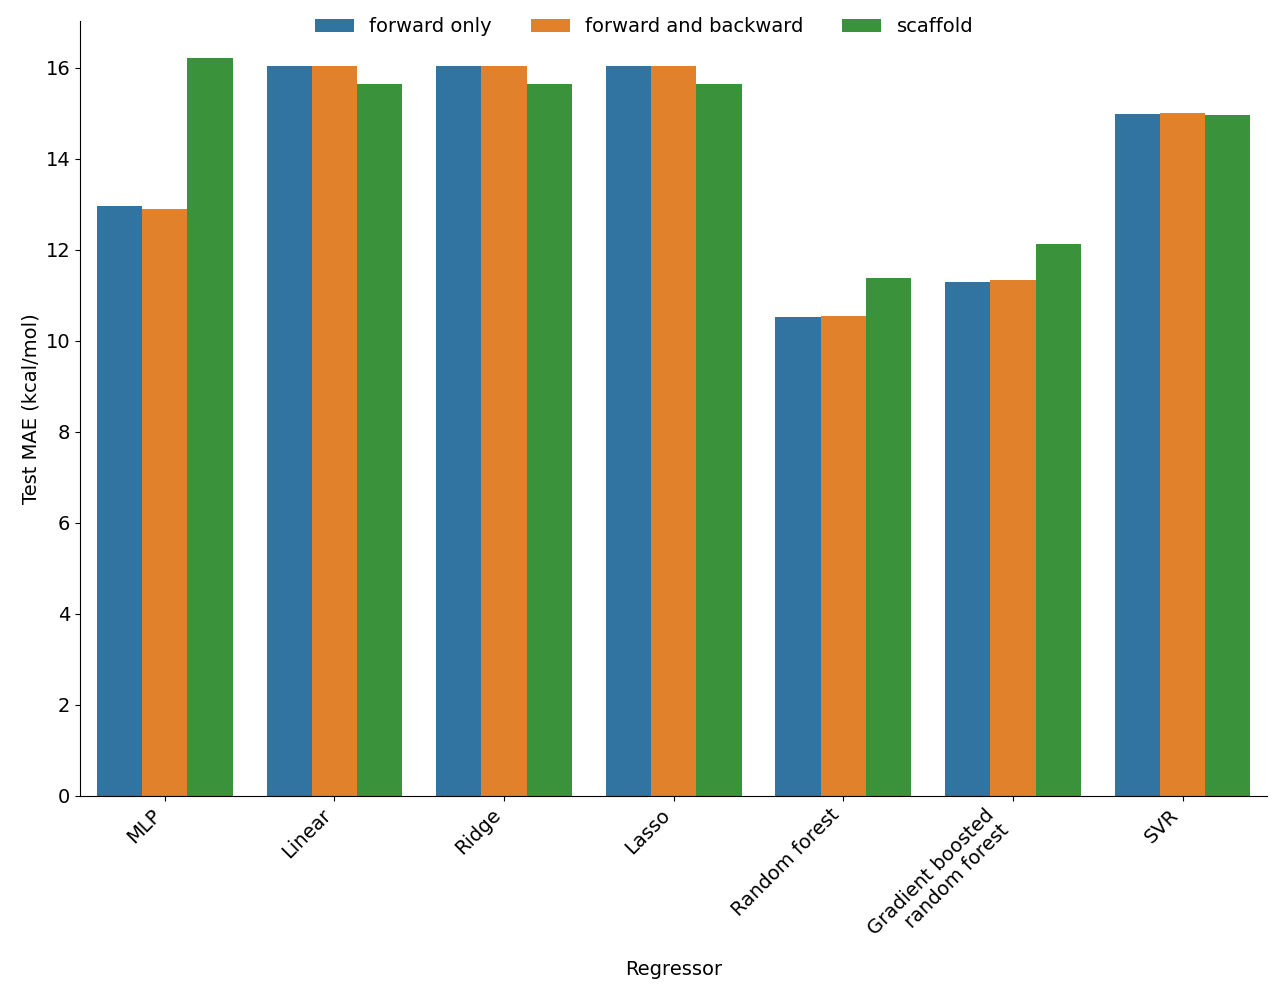 forward only forward and backward scaffold
16
14
12
10
8
6
4
2
0
Test MAE (kcal/mol)
MLP
Linear
Ridge
Lasso
Random forest
Gradient boosted
random forest
SVR
Regressor